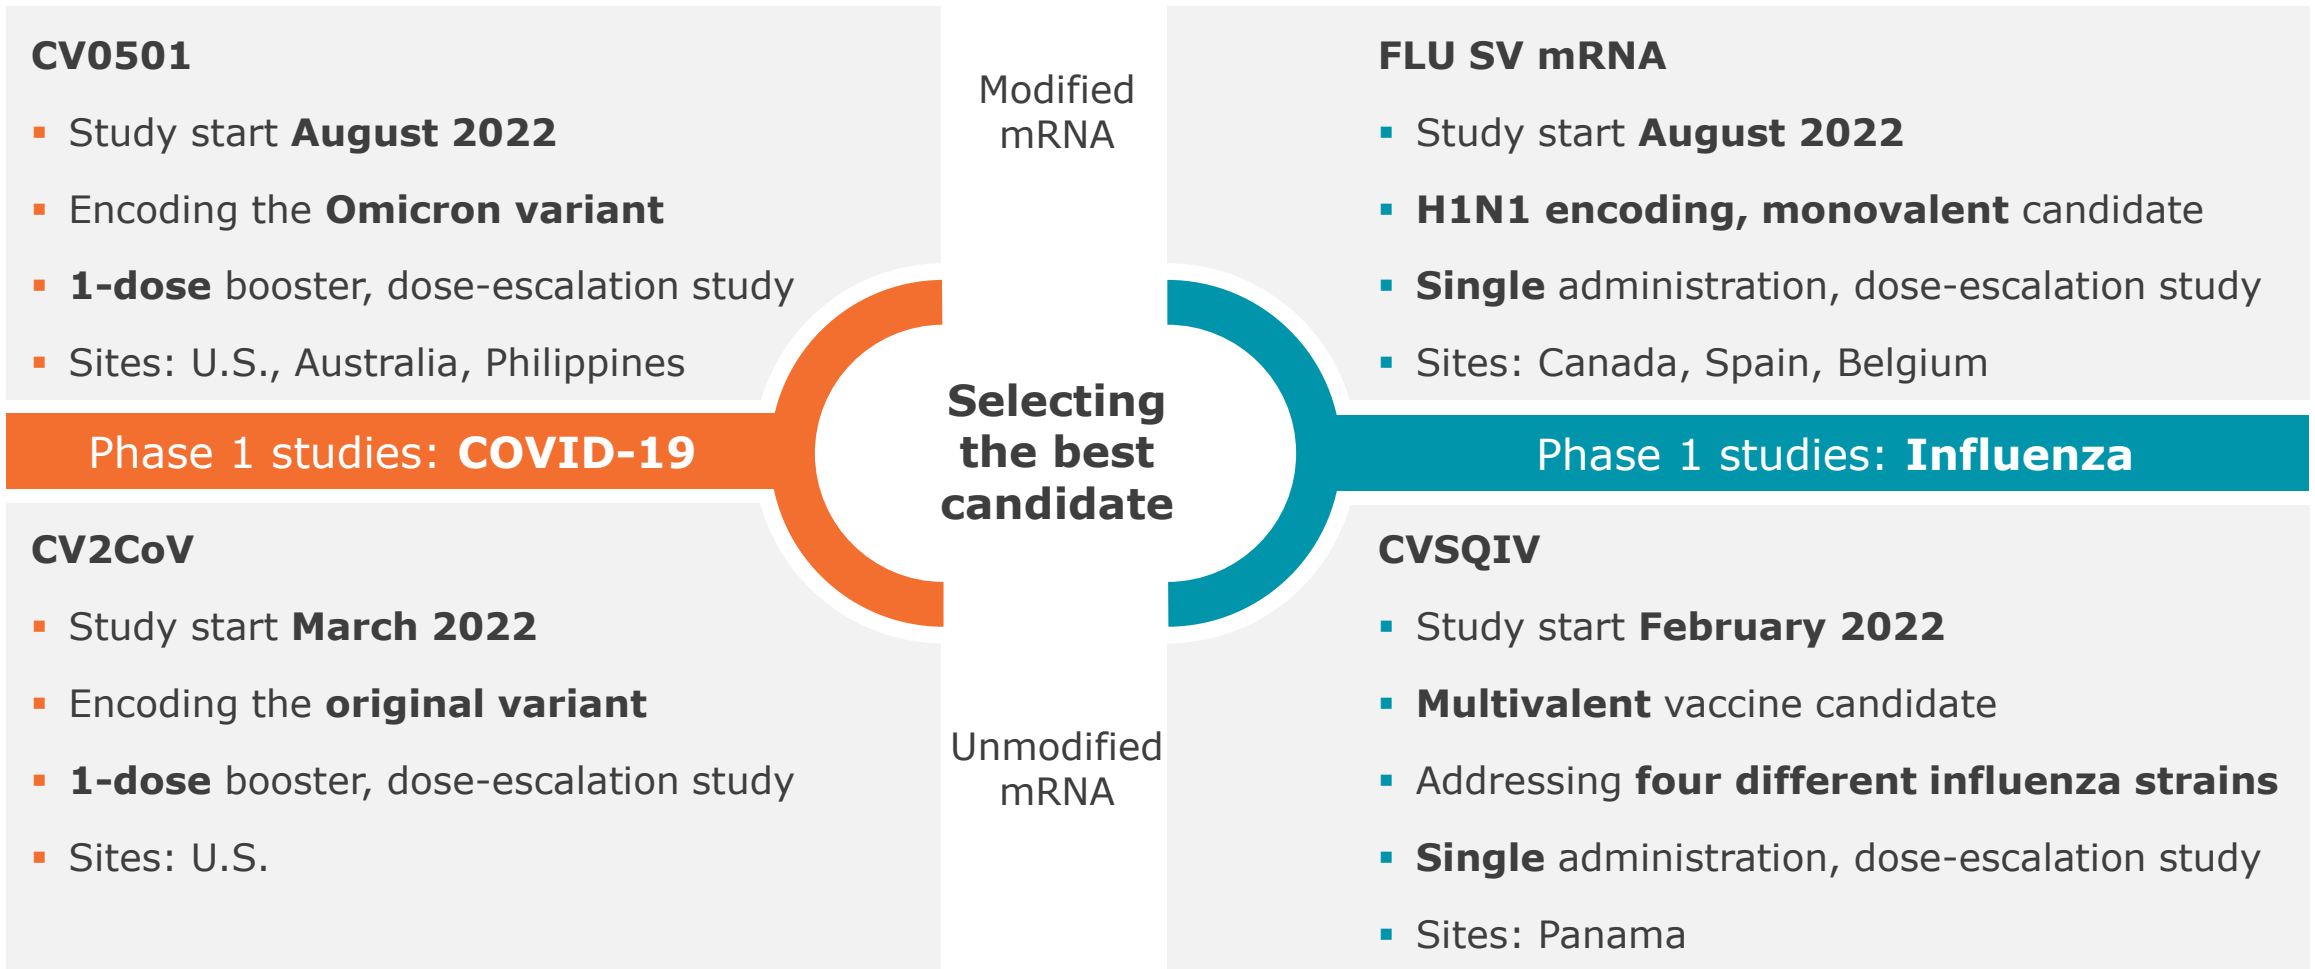 CV0501
▪ Study start August 2022
▪ Encoding the Omicron variant
▪ 1-dose booster, dose-escalation study
▪ Sites: U.S., Australia, Philippines
Modified
mRNA
FLU SV mRNA
▪ Study start August 2022
▪ H1N1 encoding, monovalent candidate
▪ Single administration, dose-escalation study
▪ Sites: Canada, Spain, Belgium
Phase 1 studies: COVID-19
Selecting
the best
candidate
Phase 1 studies: Influenza
CV2CoV
▪ Study start March 2022
▪ Encoding the original variant
▪ 1-dose booster, dose-escalation study
▪ Sites: U.S.
Unmodified
mRNA
CVSQIV
▪ Study start February 2022
▪ Multivalent vaccine candidate
▪ Addressing four different influenza strains
▪ Single administration, dose-escalation study
▪ Sites: Panama